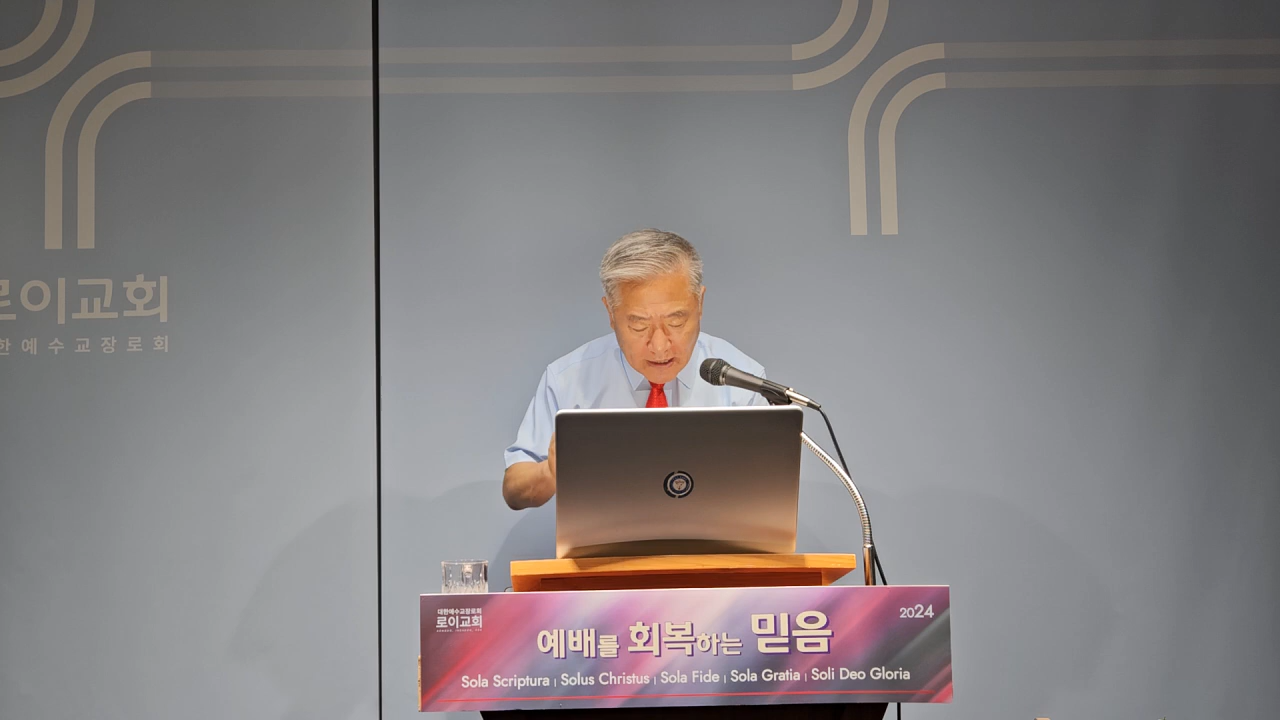 로이교회
한예수교장로회
대한예수교장로회
로이교회
2024
예배를 회복하는 믿음
Sola Scriptura | Solus Christus | Sola Fide | Sola Gratia | Soli Deo Gloria